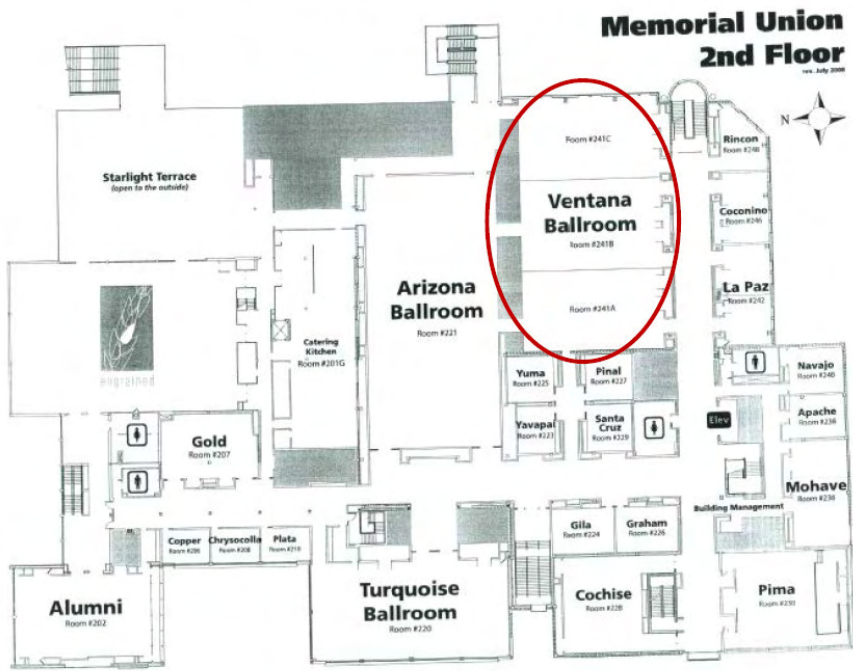 Memorial Union
2nd Floor
rev. July 2008
N
Starlight Terrace
(open to the outside)
Room #241C
Rincon
Room #248
Ventana
Ballroom
Room #241B
Coconino
Room #246
Arizona
Ballroom
Room #221
Room #241A
La Paz
Room #242
engrained
Catering
Kitchen
Room #201G
Yuma
Room #225
Pinal
Room #227
Navajo
Room #240
Yavapai
Room #223
Santa
Cruz
Room #229
Elev
Apache
Room #236
Gold
Room #207
Mohave
Room #234
Building Management
Copper
Room #206
Chrysocolla
Room #208
Plata
Room #210
Gila
Room #224
Graham
Room #226
Alumni
Room #202
Turquoise
Ballroom
Room #220
Cochise
Room #228
Pima
Room #230